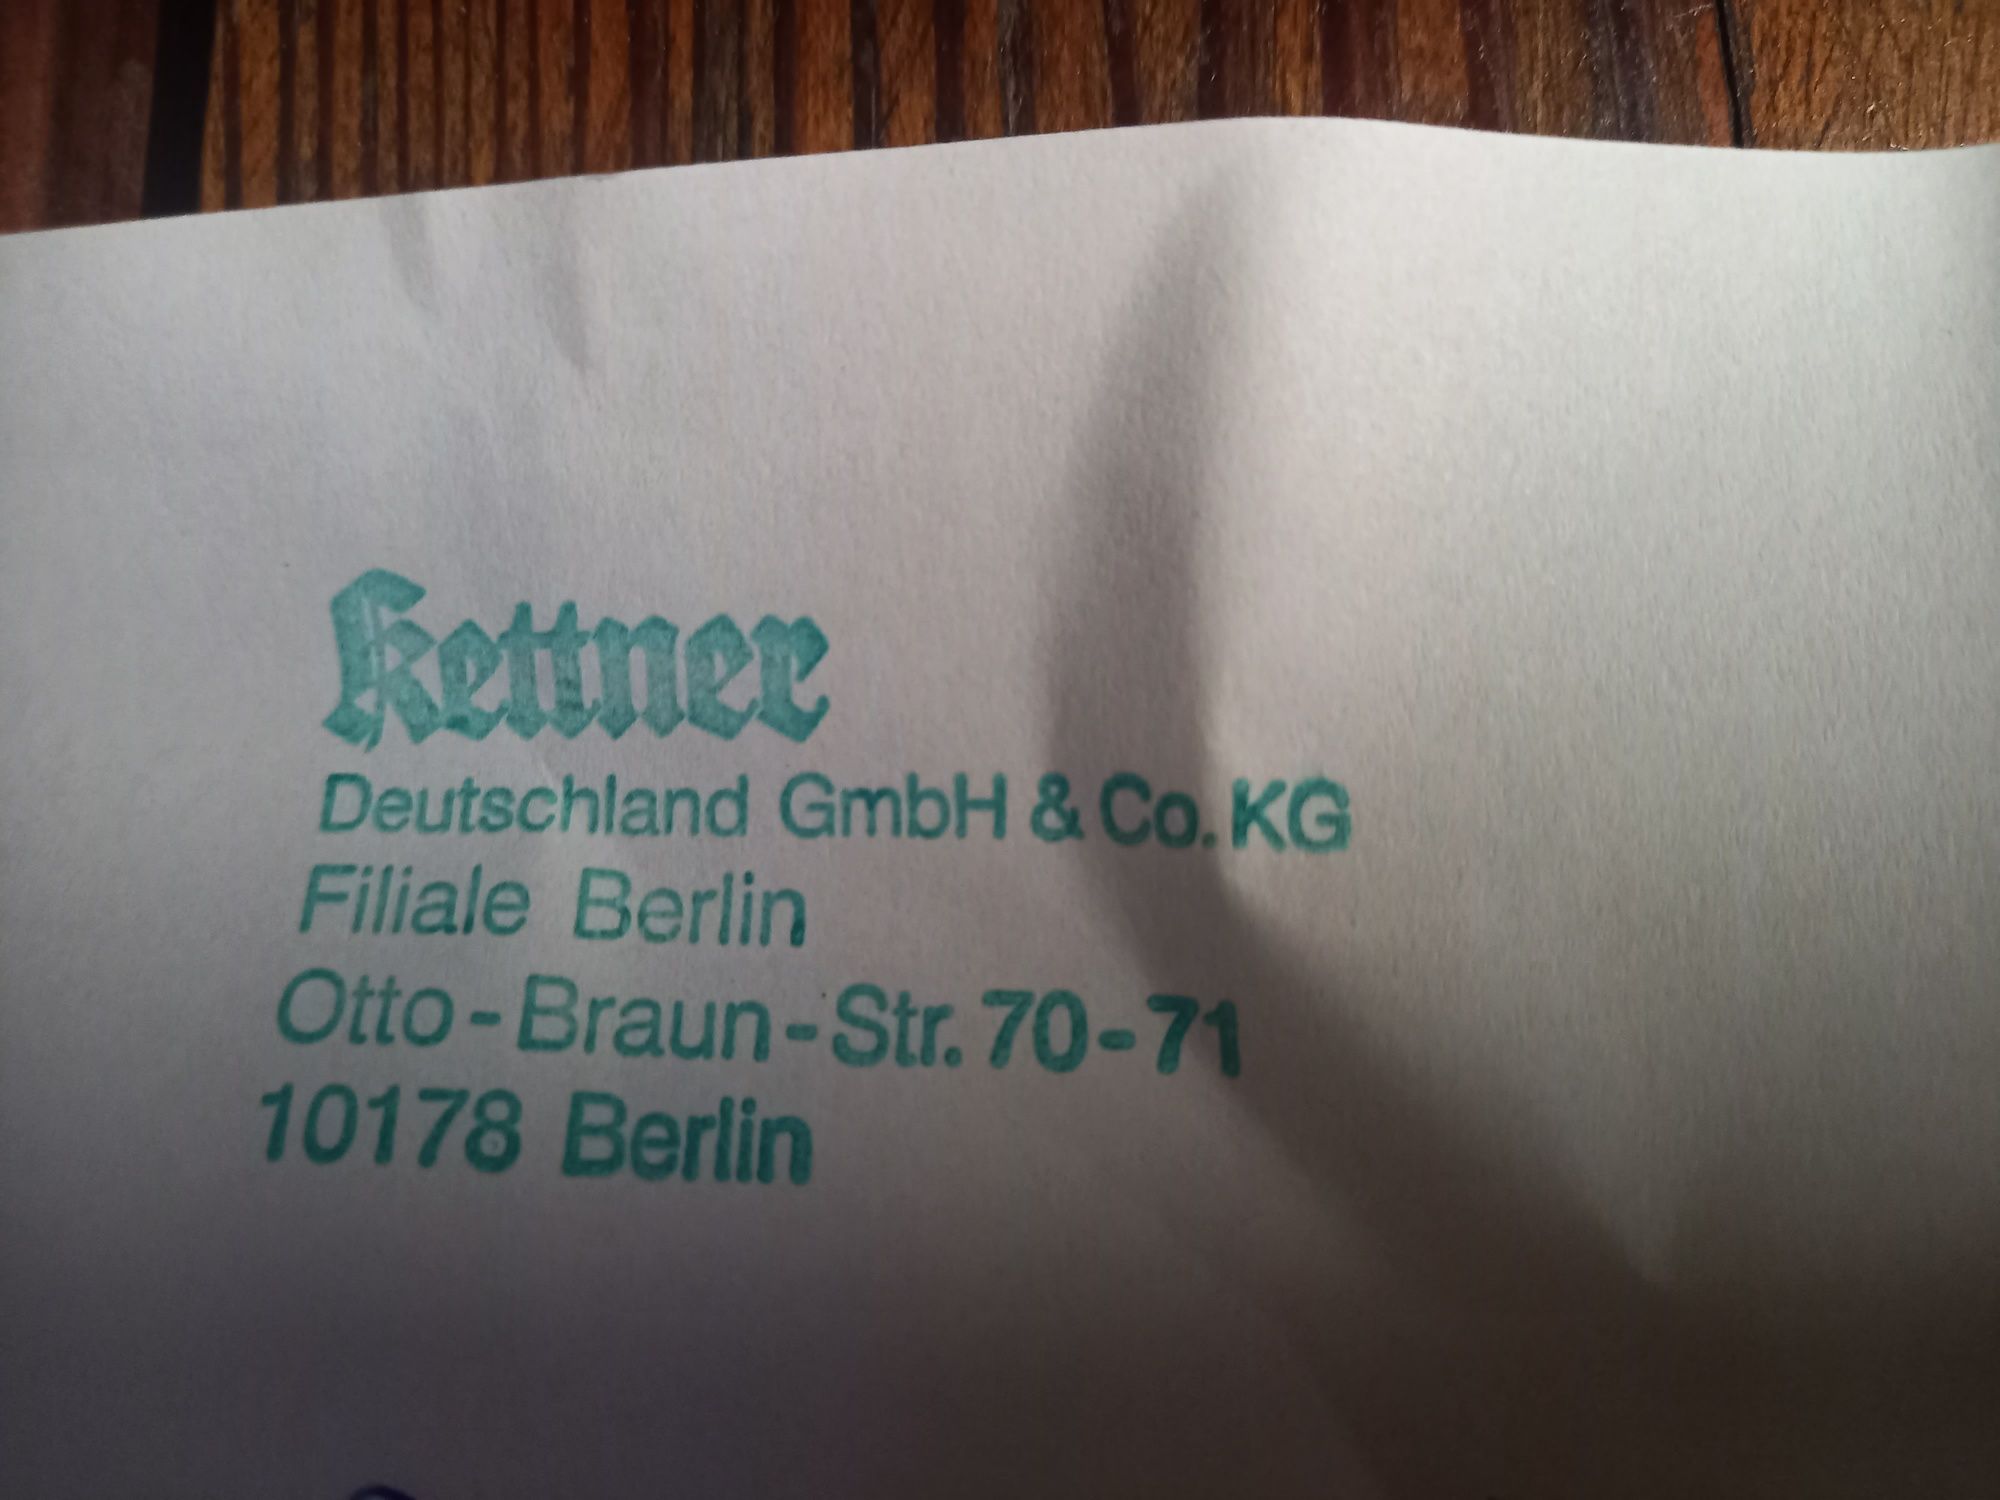 Kettner
Deutschland GmbH & Co. KG
Filiale Berlin
Otto-Braun-Str. 70-71
10178 Berlin